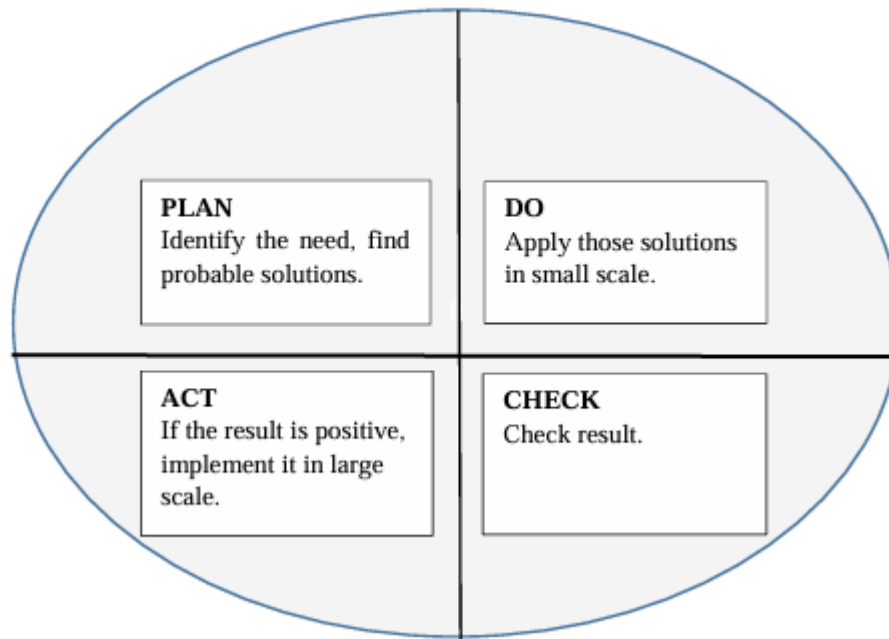 PLAN
Identify the need, find
probable solutions.
DO
Apply those solutions
in small scale.
ACT
If the result is positive,
implement it in large
scale.
CHECK
Check result.